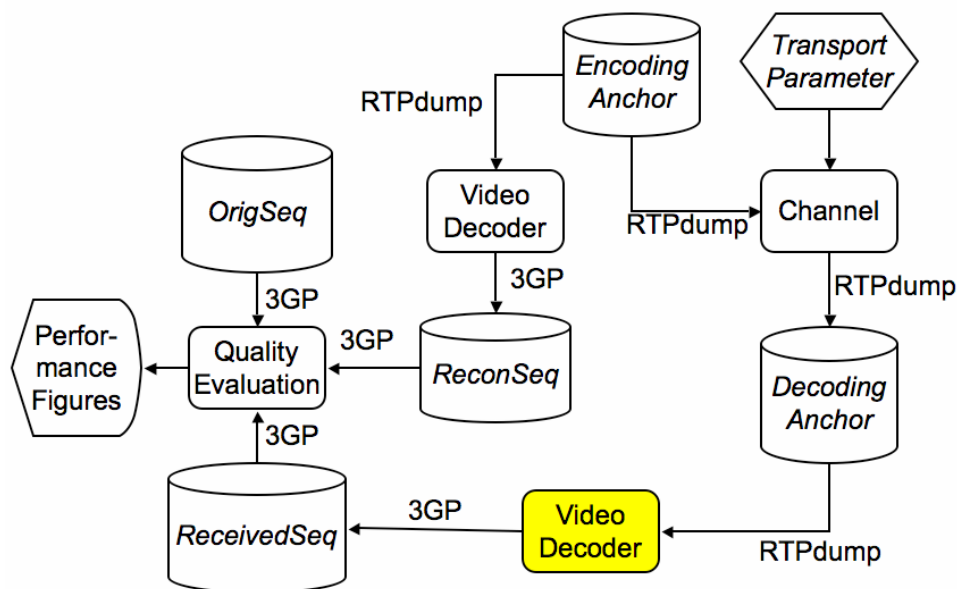 Encoding
Anchor
Transport
Parameter
RTPdump
OrigSeq
Video
Decoder
RTPdump
Channel
3GP
3GP
RTPdump
Perfor-
mance
Figures
Quality
Evaluation
3GP
ReconSeq
Decoding
Anchor
3GP
ReceivedSeq
3GP
Video
Decoder
RTPdump